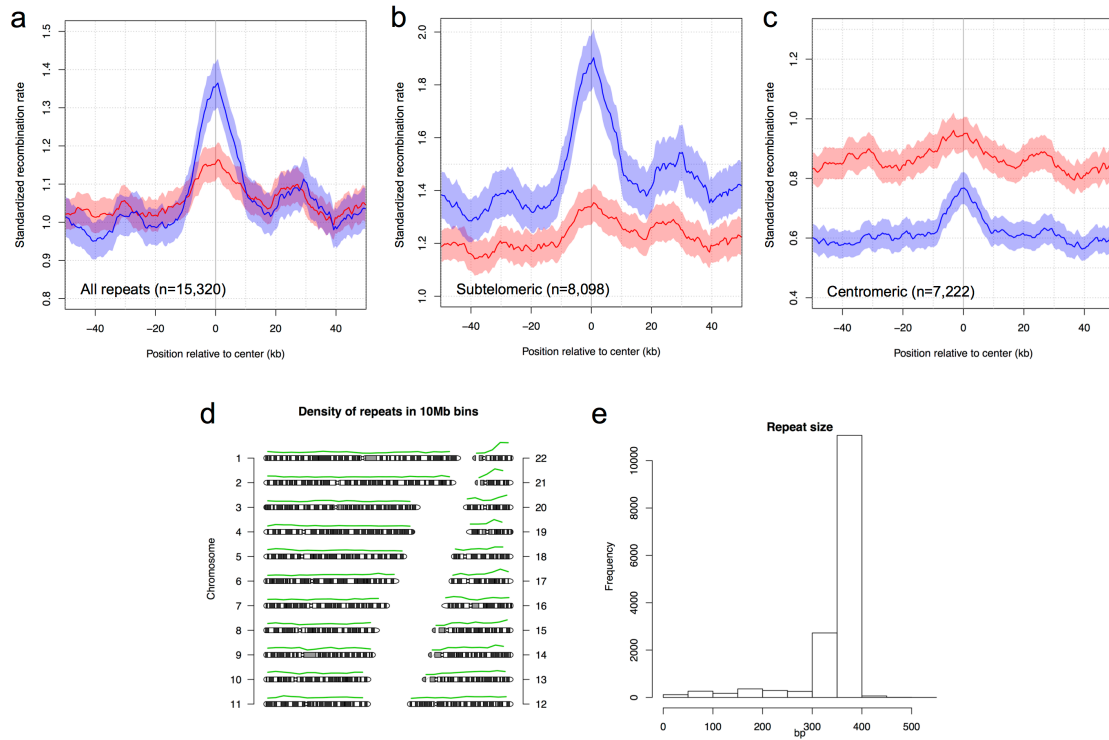 a
Standardized recombination rate
1.5
1.4
1.3
1.2
1.1
1.0
0.9
0.8
All repeats (n=15,320)
−40 −20 0 20 40
Position relative to center (kb)
b
Standardized recombination rate
2.0
1.8
1.6
1.4
1.2
1.0
Subtelomeric (n=8,098)
−40 −20 0 20 40
Position relative to center (kb)
c
Standardized recombination rate
1.2
1.0
0.8
0.6
0.4
Centromeric (n=7,222)
−40 −20 0 20 40
Position relative to center (kb)
d
Density of repeats in 10Mb bins
Chromosome
1 22
2 21
3 20
4 19
5 18
6 17
7 16
8 15
9 14
10 13
11 12
e
Repeat size
Frequency
10000
8000
6000
4000
2000
0
0 100 200 300 400 500
bp